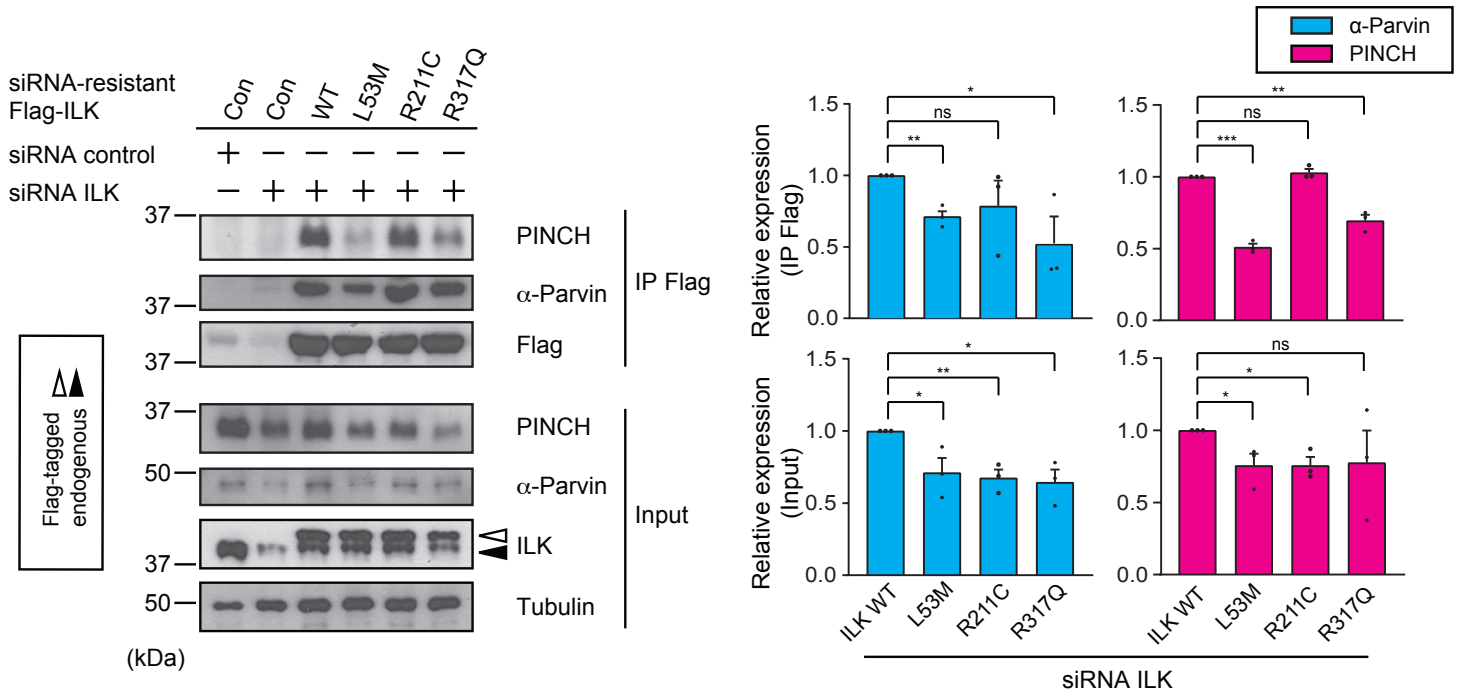 siRNA-resistant
Flag-ILK
Con
Con
WT
L53M
R211C
R317Q
siRNA control
+ − − − − −
siRNA ILK
− + + + + +
37
PINCH
37
α-Parvin
37
Flag
IP Flag
37
PINCH
50
α-Parvin
37
ILK
50
Tubulin
Input
(kDa)
Flag-tagged
endogenous
α-Parvin
PINCH
Relative expression
(IP Flag)
1.5
1.0
0.5
0.0
*
ns
**
1.5
1.0
0.5
0.0
**
ns
***
Relative expression
(Input)
1.5
1.0
0.5
0.0
*
**
*
ILK WT
L53M
R211C
R317Q
1.5
1.0
0.5
0.0
ns
*
*
ILK WT
L53M
R211C
R317Q
siRNA ILK